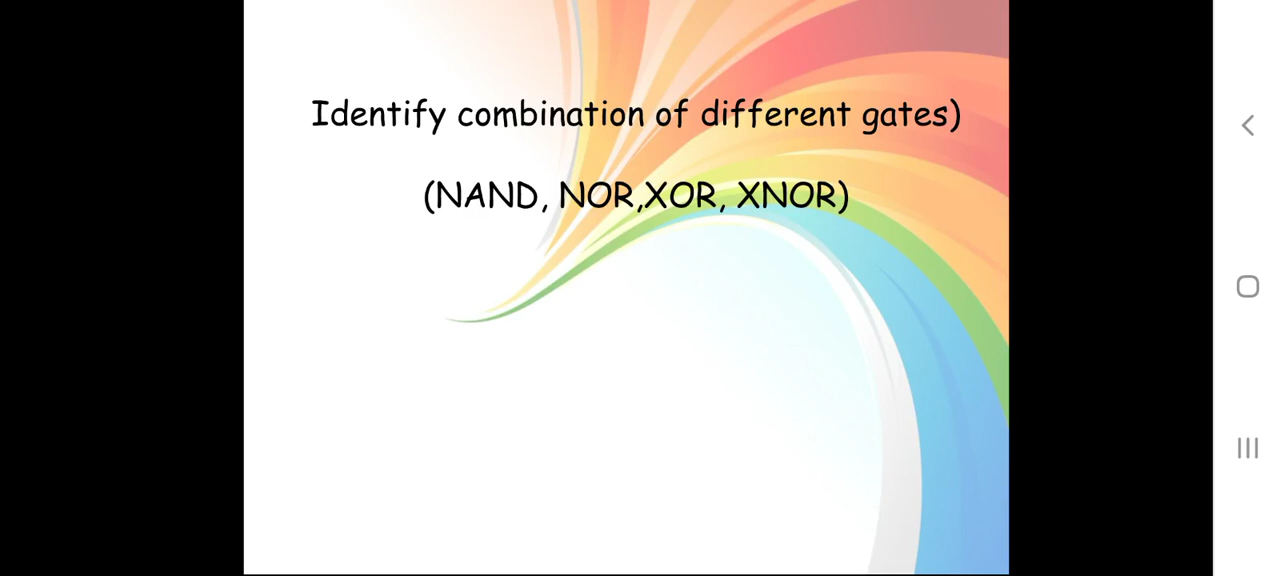 Identify combination of different gates)
(NAND, NOR,XOR, XNOR)